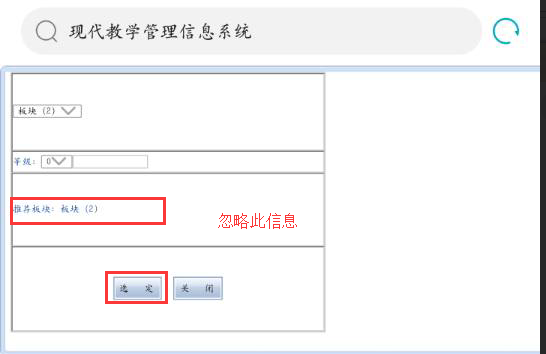 现代教学管理信息系统
板块 (2)
等级: 0
推荐板块: 板块 (2)
忽略此信息
选 定 关 闭